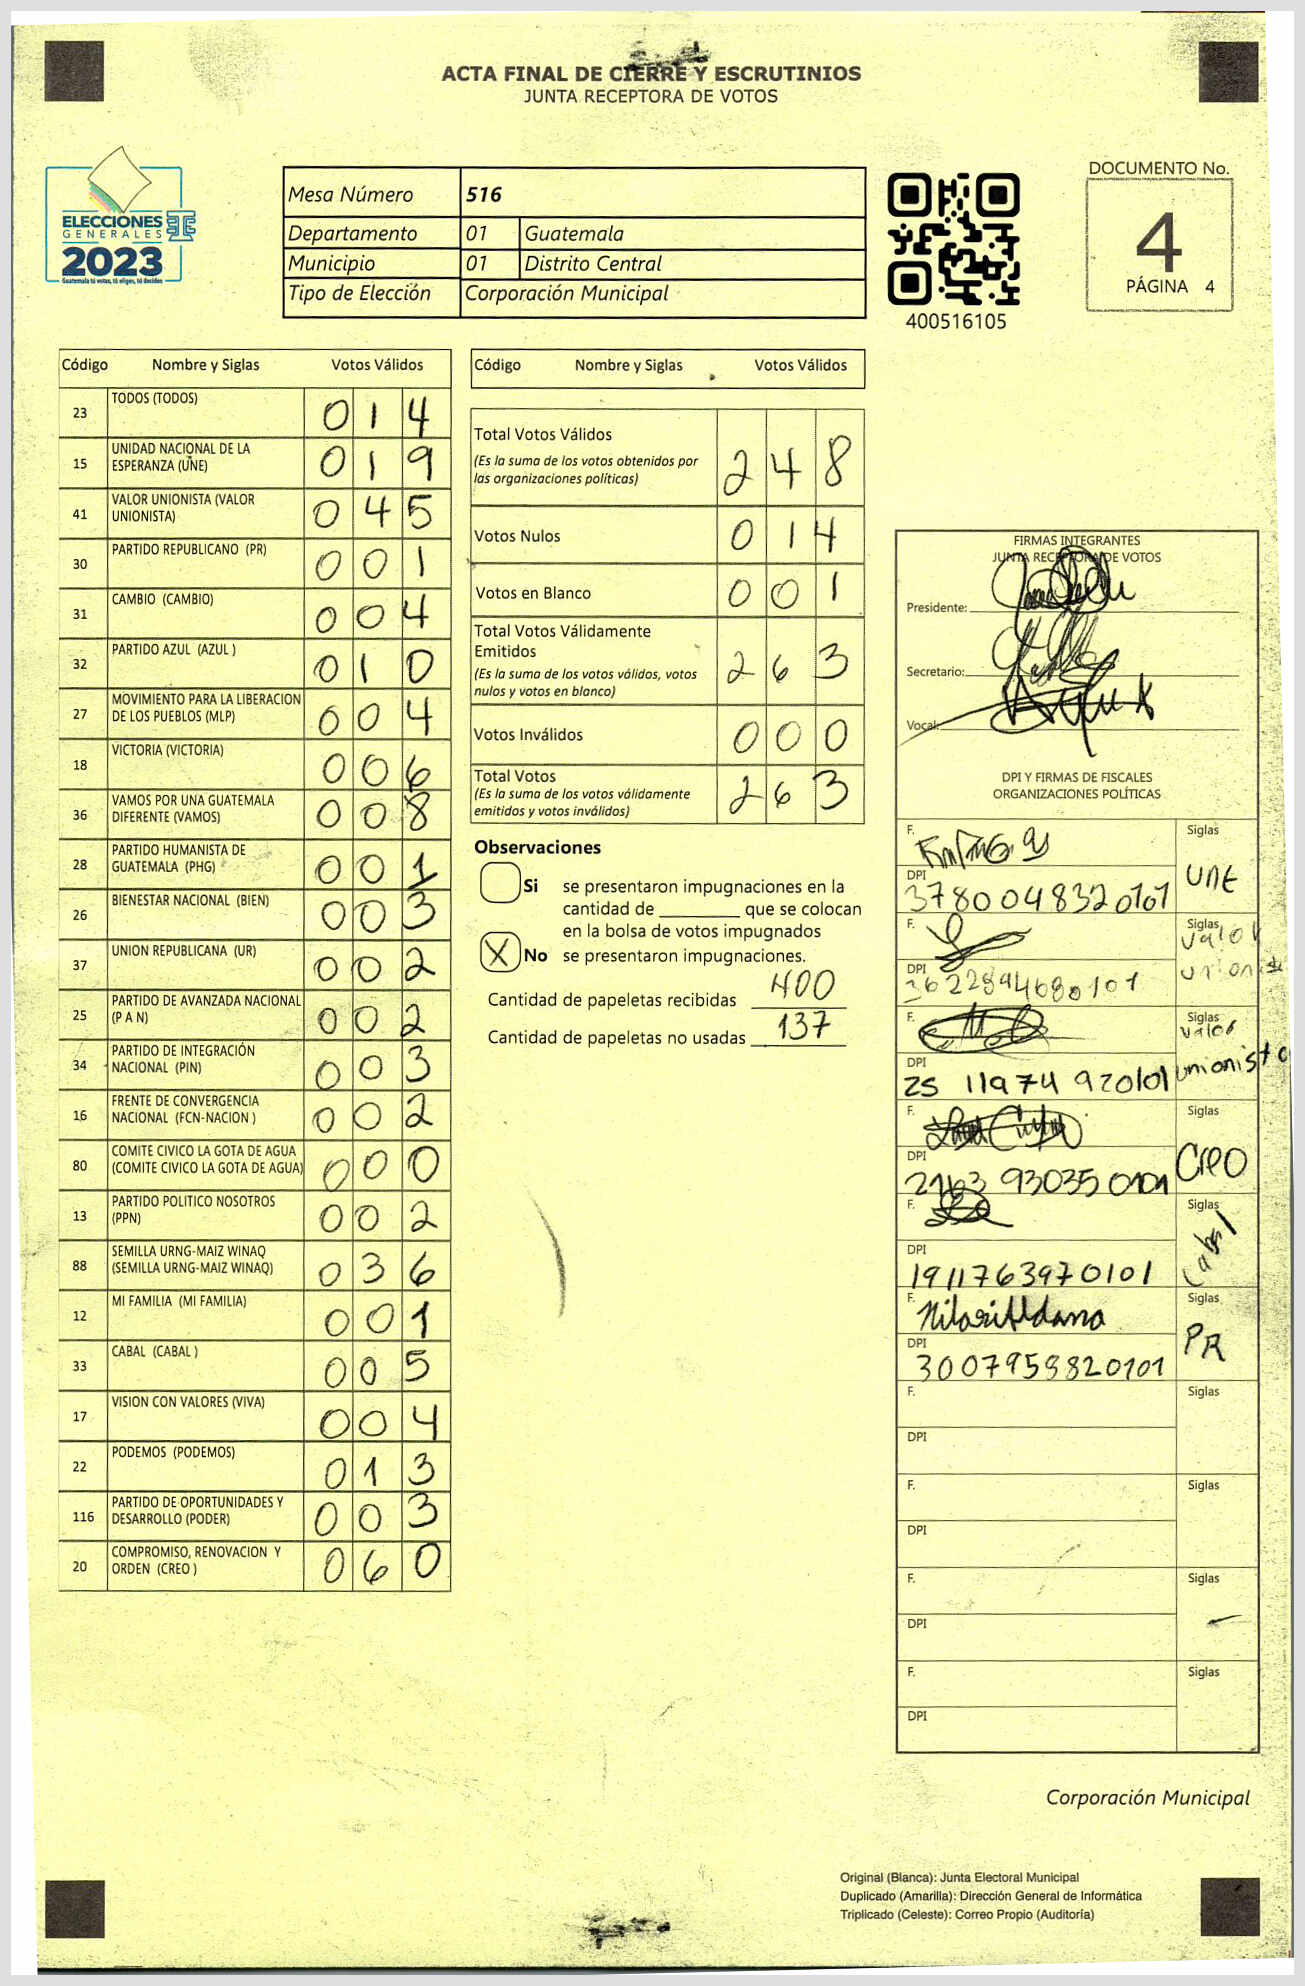 ACTA FINAL DE CIERRE Y ESCRUTINIOS
JUNTA RECEPTORA DE VOTOS
ELECCIONES
GENERALES
2023
Guatemala tú votas, tú eliges, tú decides
Mesa Número 516
Departamento 01 Guatemala
Municipio 01 Distrito Central
Tipo de Elección Corporación Municipal
400516105
DOCUMENTO No.
4
PÁGINA 4
Código Nombre y Siglas Votos Válidos
23 TODOS (TODOS) 0 1 4
15 UNIDAD NACIONAL DE LA
ESPERANZA (UNE) 0 1 9
41 VALOR UNIONISTA (VALOR
UNIONISTA) 0 4 5
30 PARTIDO REPUBLICANO (PR) 0 0 1
31 CAMBIO (CAMBIO) 0 0 4
32 PARTIDO AZUL (AZUL ) 0 1 0
27 MOVIMIENTO PARA LA LIBERACION
DE LOS PUEBLOS (MLP) 0 0 4
18 VICTORIA (VICTORIA) 0 0 6
36 VAMOS POR UNA GUATEMALA
DIFERENTE (VAMOS) 0 0 8
28 PARTIDO HUMANISTA DE
GUATEMALA (PHG) 0 0 1
26 BIENESTAR NACIONAL (BIEN) 0 0 3
37 UNION REPUBLICANA (UR) 0 0 2
25 PARTIDO DE AVANZADA NACIONAL
(P A N) 0 0 2
34 PARTIDO DE INTEGRACIÓN
NACIONAL (PIN) 0 0 3
16 FRENTE DE CONVERGENCIA
NACIONAL (FCN-NACION ) 0 0 2
80 COMITE CIVICO LA GOTA DE AGUA
(COMITE CIVICO LA GOTA DE AGUA) 0 0 0
13 PARTIDO POLITICO NOSOTROS
(PPN) 0 0 2
88 SEMILLA URNG-MAIZ WINAQ
(SEMILLA URNG-MAIZ WINAQ) 0 3 6
12 MI FAMILIA (MI FAMILIA) 0 0 1
33 CABAL (CABAL ) 0 0 5
17 VISION CON VALORES (VIVA) 0 0 4
22 PODEMOS (PODEMOS) 0 1 3
116 PARTIDO DE OPORTUNIDADES Y
DESARROLLO (PODER) 0 0 3
20 COMPROMISO, RENOVACION Y
ORDEN (CREO ) 0 6 0
Código Nombre y Siglas Votos Válidos
Total Votos Válidos
(Es la suma de los votos obtenidos por
las organizaciones políticas) 2 4 8
Votos Nulos 0 1 4
Votos en Blanco 0 0 1
Total Votos Válidamente
Emitidos
(Es la suma de los votos válidos, votos
nulos y votos en blanco) 2 6 3
Votos Inválidos 0 0 0
Total Votos
(Es la suma de los votos válidamente
emitidos y votos inválidos) 2 6 3
Observaciones
Si se presentaron impugnaciones en la
cantidad de ________ que se colocan
en la bolsa de votos impugnados
X No se presentaron impugnaciones.
Cantidad de papeletas recibidas 400
Cantidad de papeletas no usadas 137
FIRMAS INTEGRANTES
JUNTA RECEPTORA DE VOTOS
Presidente:
Secretario:
Vocal:
DPI Y FIRMAS DE FISCALES
ORGANIZACIONES POLÍTICAS
F. Siglas
UNE
DPI
3780048320101
F. Siglas
Valor
Unionista
DPI
3622894680101
F. Siglas
Valor
unionista
DPI
25 11974 920101
F. Siglas
Creo
DPI
2163 93035 0101
F. Siglas
Cabal
DPI
1911763970101
F. Hilari Aldana Siglas
PR
DPI
3007959820101
F. Siglas
DPI
F. Siglas
DPI
F. Siglas
DPI
F. Siglas
DPI
Corporación Municipal
Original (Blanca): Junta Electoral Municipal
Duplicado (Amarilla): Dirección General de Informática
Triplicado (Celeste): Correo Propio (Auditoría)